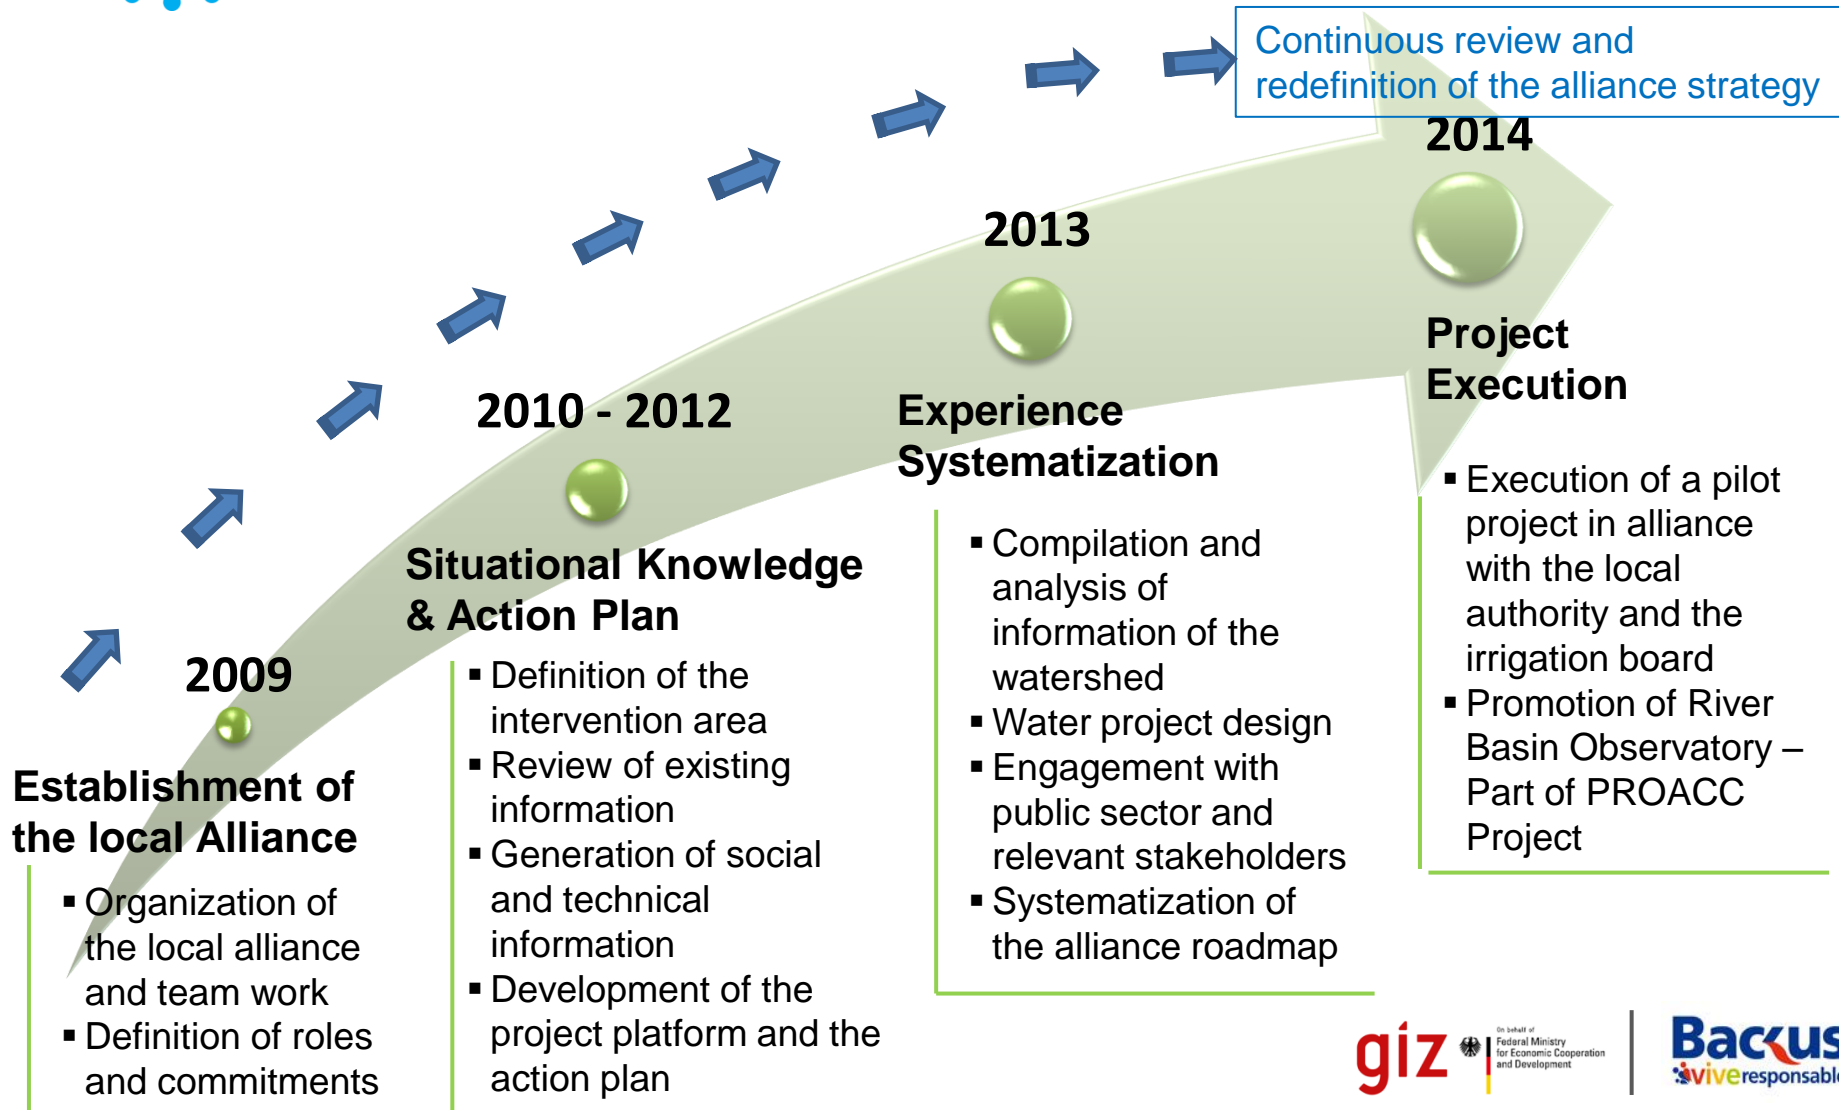 Continuous review and
redefinition of the alliance strategy
2009
Establishment of
the local Alliance
▪ Organization of
the local alliance
and team work
▪ Definition of roles
and commitments
2010 - 2012
Situational Knowledge
& Action Plan
▪ Definition of the
intervention area
▪ Review of existing
information
▪ Generation of social
and technical
information
▪ Development of the
project platform and the
action plan
2013
Experience
Systematization
▪ Compilation and
analysis of
information of the
watershed
▪ Water project design
▪ Engagement with
public sector and
relevant stakeholders
▪ Systematization of
the alliance roadmap
2014
Project
Execution
▪ Execution of a pilot
project in alliance
with the local
authority and the
irrigation board
▪ Promotion of River
Basin Observatory –
Part of PROACC
Project
giz
On behalf of
Federal Ministry
for Economic Cooperation
and Development
Backus
vive responsable